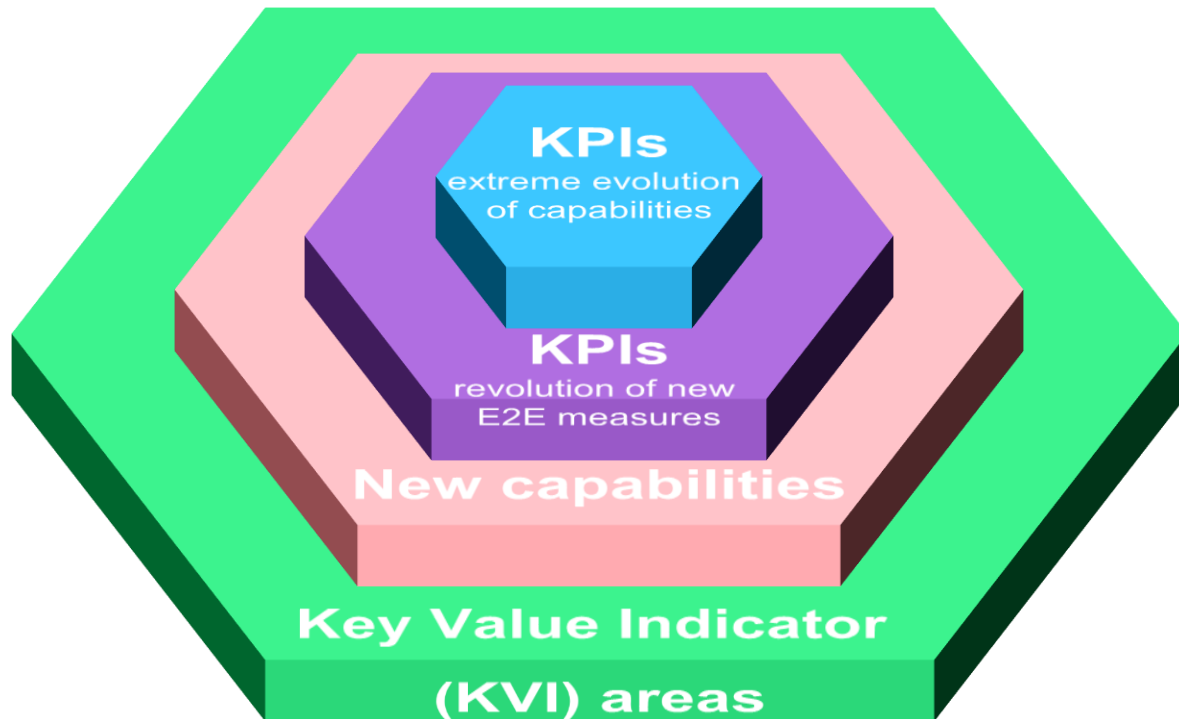 KPIs
extreme evolution
of capabilities
KPIs
revolution of new
E2E measures
New capabilities
Key Value Indicator
(KVI) areas